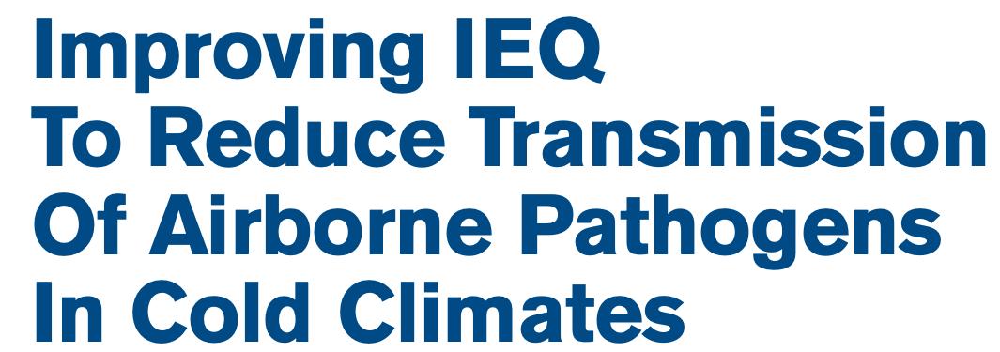 Improving IEQ
To Reduce Transmission
Of Airborne Pathogens
In Cold Climates